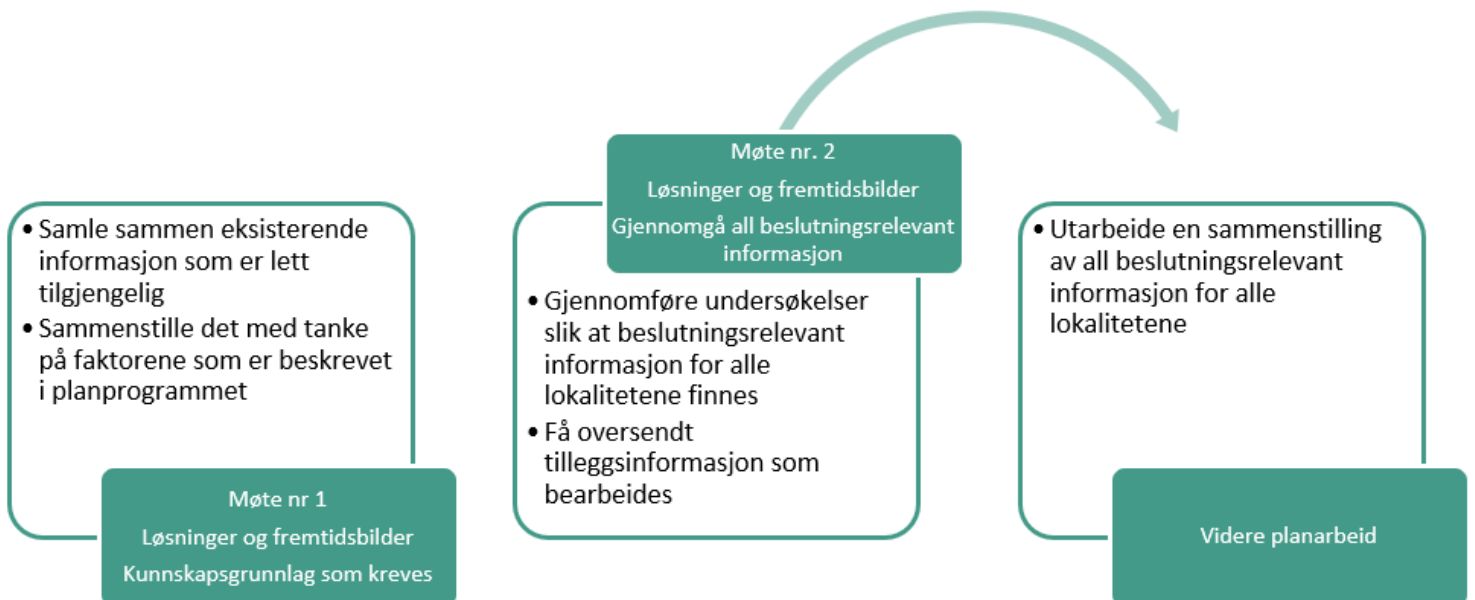 • Samle sammen eksisterende
informasjon som er lett
tilgjengelig
• Sammenstille det med tanke
på faktorene som er beskrevet
i planprogrammet
Møte nr 1
Løsninger og fremtidsbilder
Kunnskapsgrunnlag som kreves
Møte nr. 2
Løsninger og fremtidsbilder
Gjennomgå all beslutningsrelevant
informasjon
• Gjennomføre undersøkelser
slik at beslutningsrelevant
informasjon for alle
lokalitetene finnes
• Få oversendt
tilleggsinformasjon som
bearbeides
• Utarbeide en sammenstilling
av all beslutningsrelevant
informasjon for alle
lokalitetene
Videre planarbeid